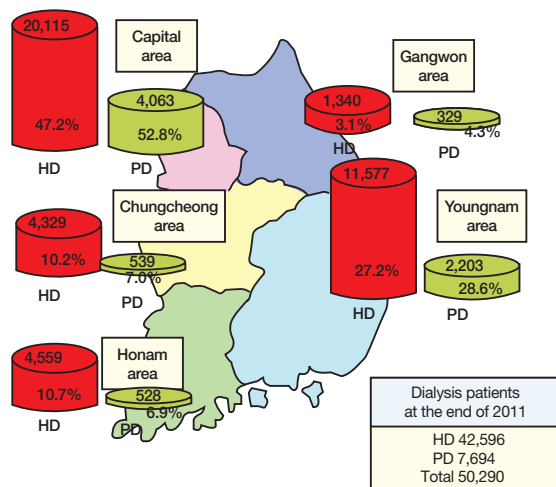 20,115
47.2%
HD
Capital
area
4,063
52.8%
PD
Gangwon
area
1,340
3.1%
HD
329
4.3%
PD
Chungcheong
area
4,329
10.2%
HD
539
7.0%
PD
Youngnam
area
11,577
27.2%
HD
2,203
28.6%
PD
Honam
area
4,559
10.7%
HD
528
6.9%
PD
Dialysis patients
at the end of 2011
HD 42,596
PD 7,694
Total 50,290